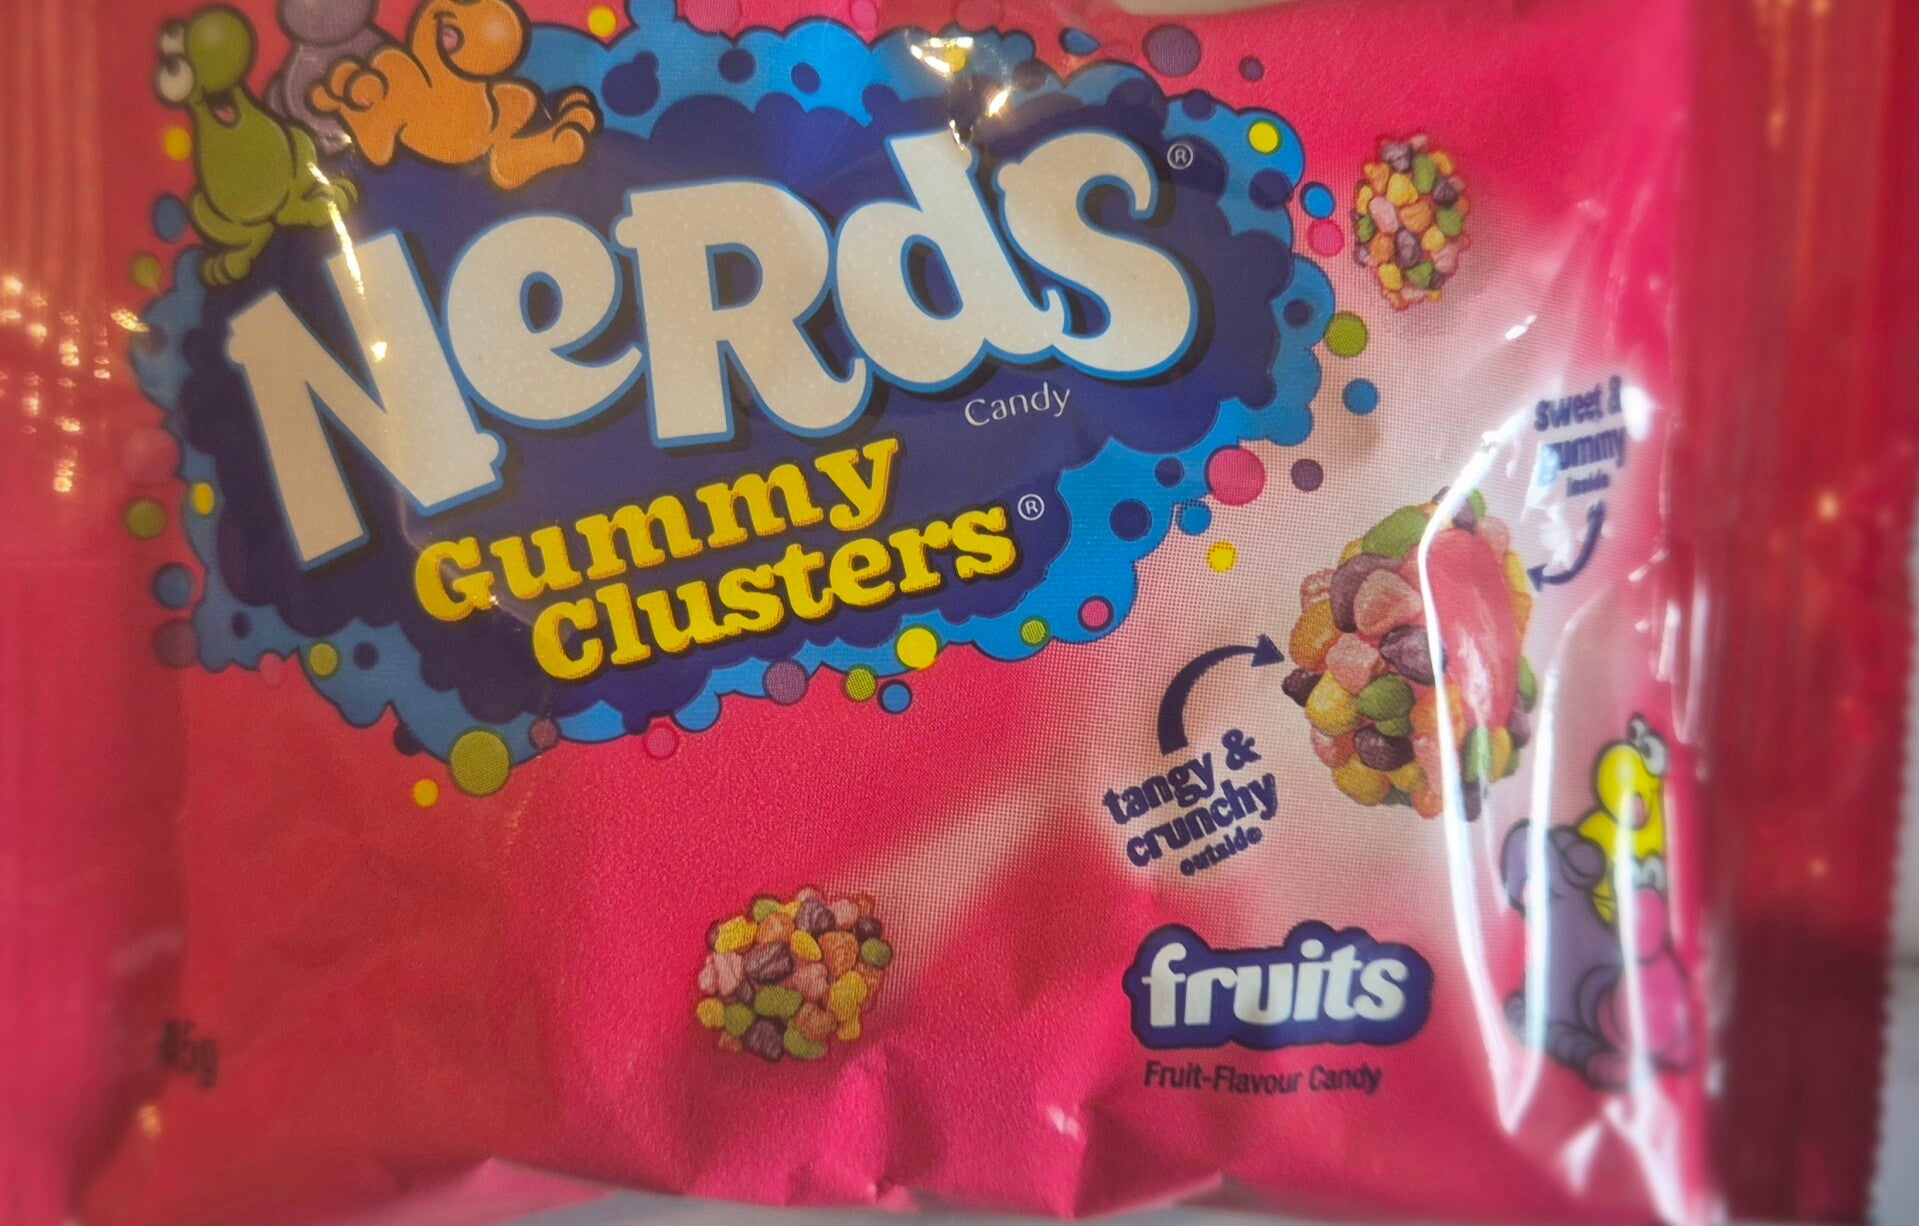 NeRdS®
Candy
Gummy
Clusters®
sweet &
gummy
inside
tangy &
crunchy
outside
fruits
Fruit-Flavour Candy